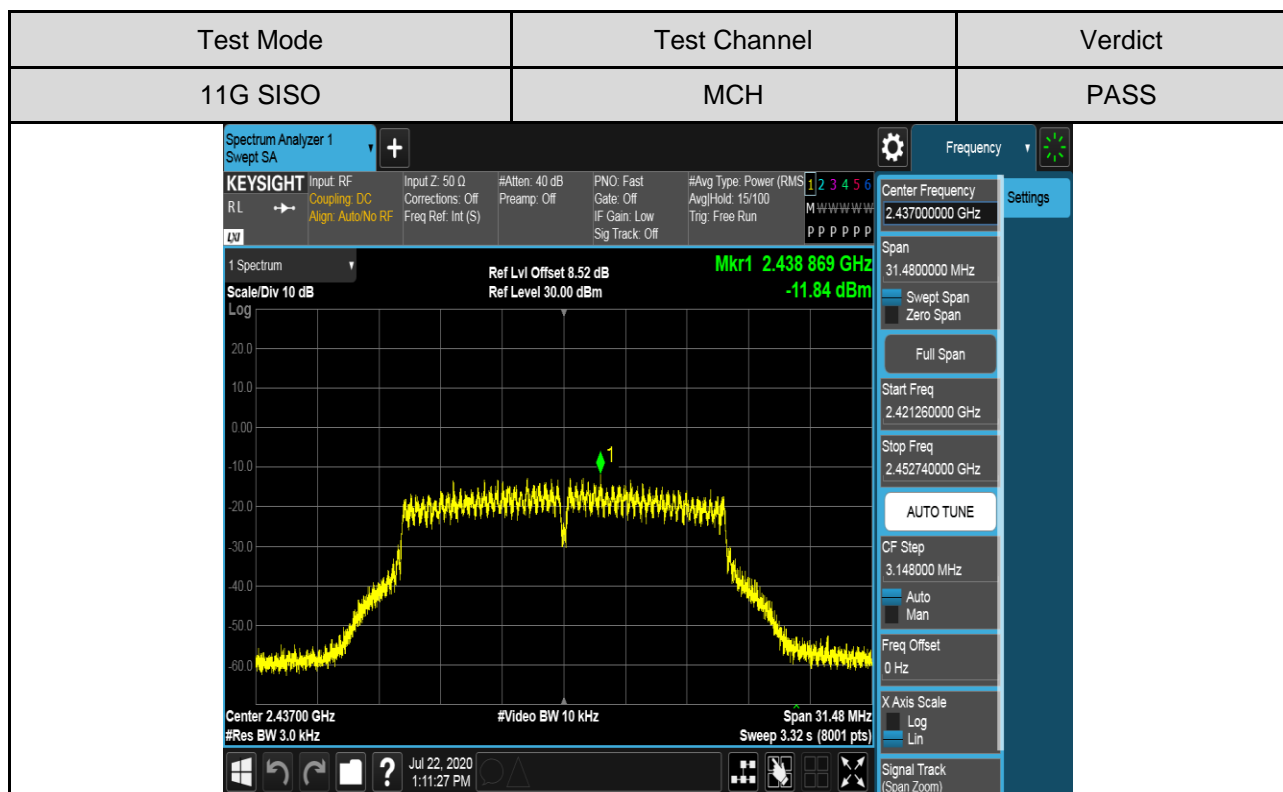 Test Mode Test Channel Verdict
11G SISO MCH PASS
Spectrum Analyzer 1
Swept SA
+
Frequency
KEYSIGHT Input: RF Input Z: 50 Ω #Atten: 40 dB PNO: Fast #Avg Type: Power (RMS 1 2 3 4 5 6
RL Coupling: DC Corrections: Off Preamp: Off Gate: Off Avg|Hold: 15/100 M W W W W W
Align: Auto/No RF Freq Ref: Int (S) IF Gain: Low Trig: Free Run
LXI Sig Track: Off P P P P P P
1 Spectrum Ref Lvl Offset 8.52 dB Mkr1 2.438 869 GHz
Scale/Div 10 dB Ref Level 30.00 dBm -11.84 dBm
Log
20.0
10.0
0.00
1
-10.0
-20.0
-30.0
-40.0
-50.0
-60.0
Center 2.43700 GHz #Video BW 10 kHz Span 31.48 MHz
#Res BW 3.0 kHz Sweep 3.32 s (8001 pts)
? Jul 22, 2020
1:11:27 PM
Center Frequency
2.437000000 GHz
Settings
Span
31.4800000 MHz
Swept Span
Zero Span
Full Span
Start Freq
2.421260000 GHz
Stop Freq
2.452740000 GHz
AUTO TUNE
CF Step
3.148000 MHz
Auto
Man
Freq Offset
0 Hz
X Axis Scale
Log
Lin
Signal Track
(Span Zoom)